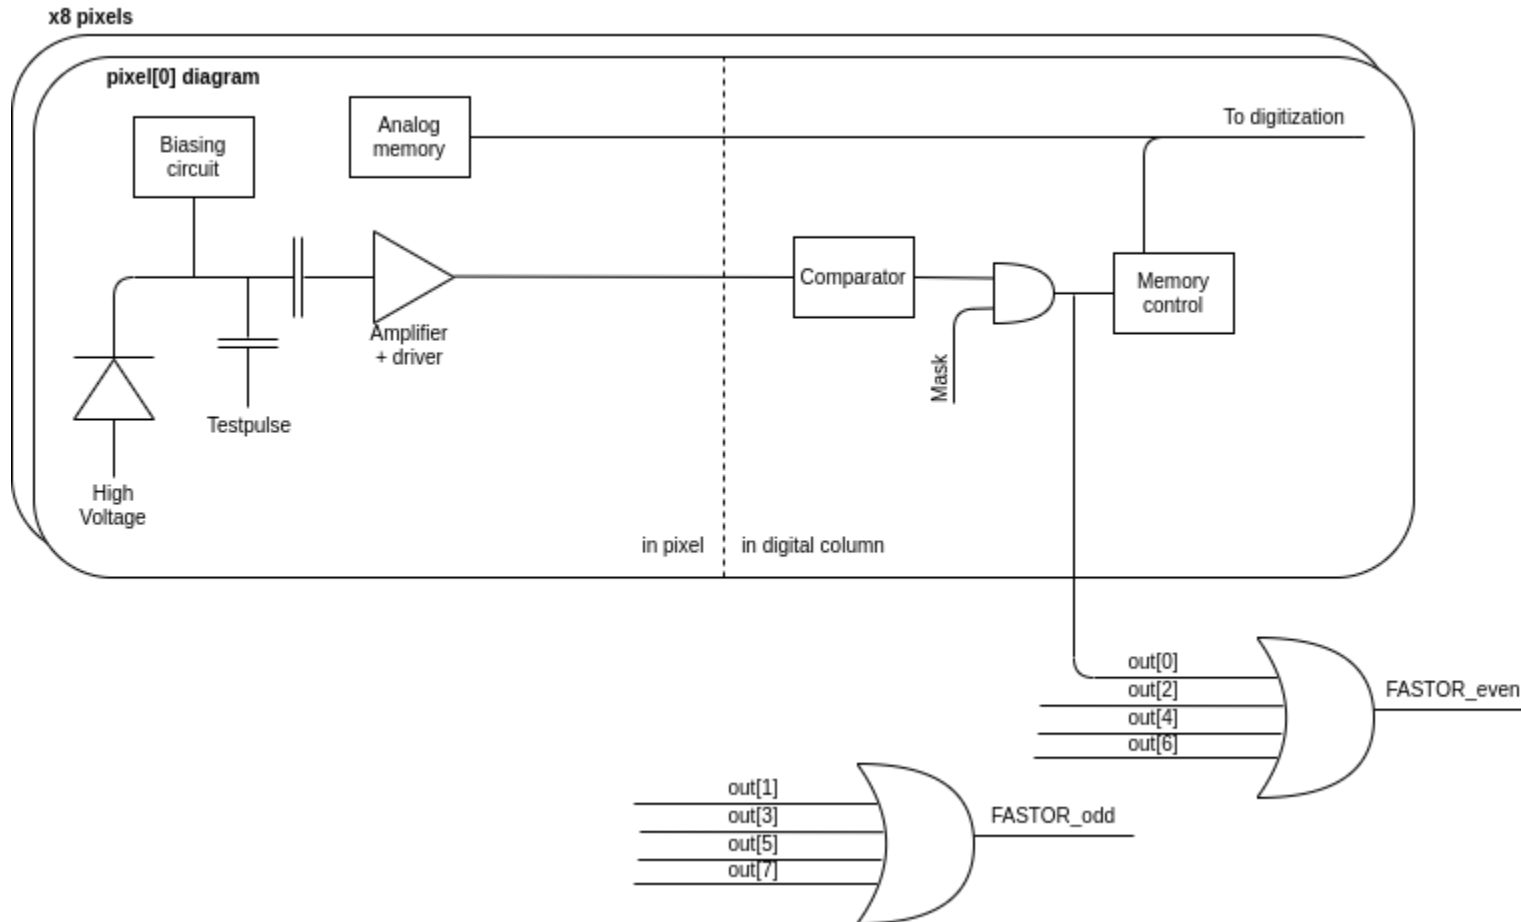 x8 pixels
pixel[0] diagram
Biasing
circuit
Analog
memory
To digitization
Comparator
Memory
control
Amplifier
+ driver
Mask
Testpulse
High
Voltage
in pixel
in digital column
out[0]
out[2]
out[4]
out[6]
FASTOR_even
out[1]
out[3]
out[5]
out[7]
FASTOR_odd